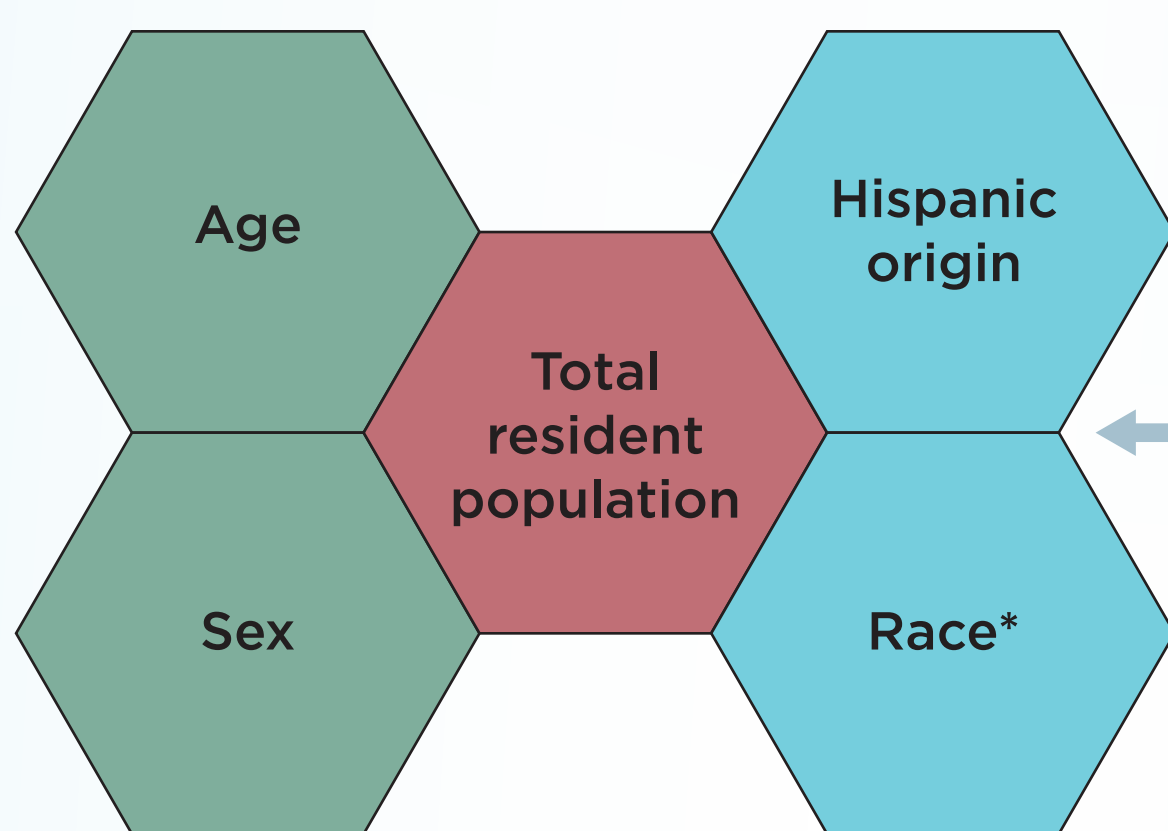 Age
Hispanic
origin
Total
resident
population
Sex
Race*